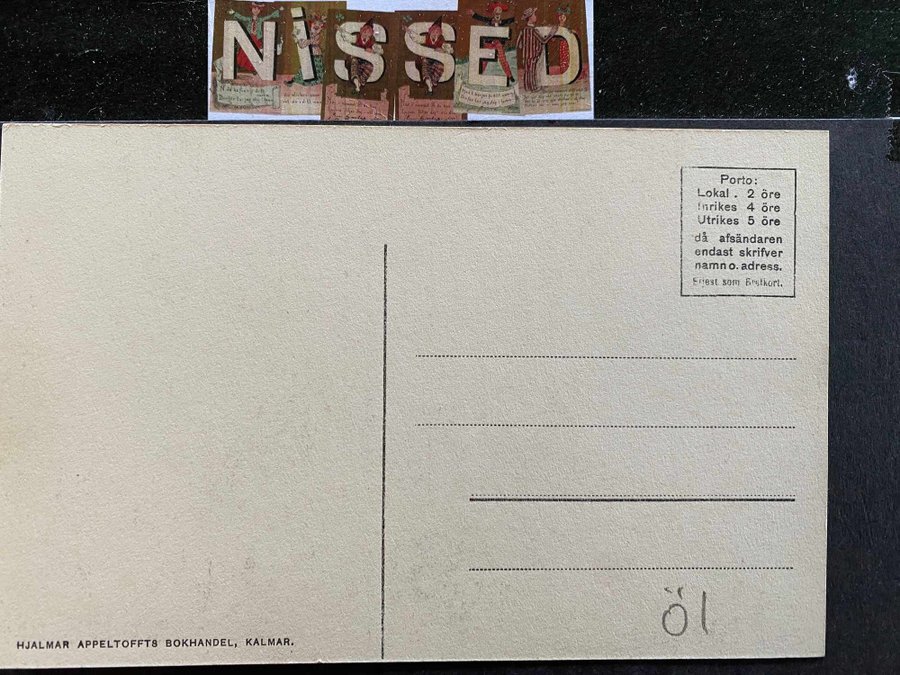 NISSED
Porto:
Lokal . 2 öre
Inrikes 4 öre
Utrikes 5 öre
då afsändaren
endast skrifver
namn o. adress.
som
HJALMAR APPELTOFFTS BOKHANDEL, KALMAR.
öl